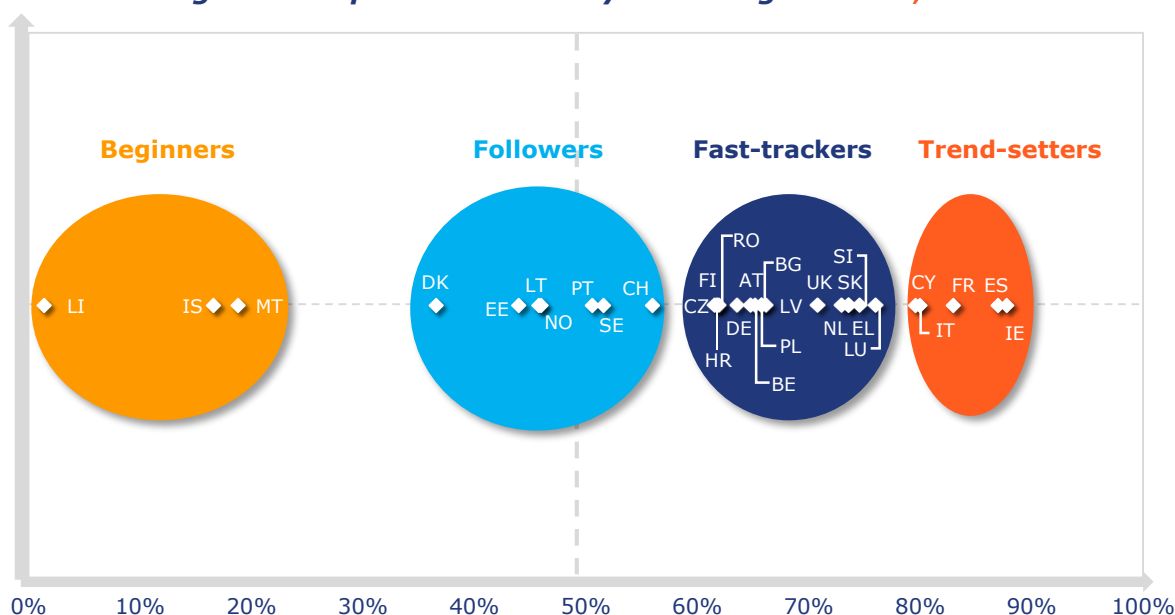 Beginners Followers Fast-trackers Trend-setters
RO
SI
BG
DK LT PT CH FI AT UK SK CY FR ES
LI IS MT EE NO SE CZ LV
DE NL EL IT IE
HR PL LU
BE
0% 10% 20% 30% 40% 50% 60% 70% 80% 90% 100%